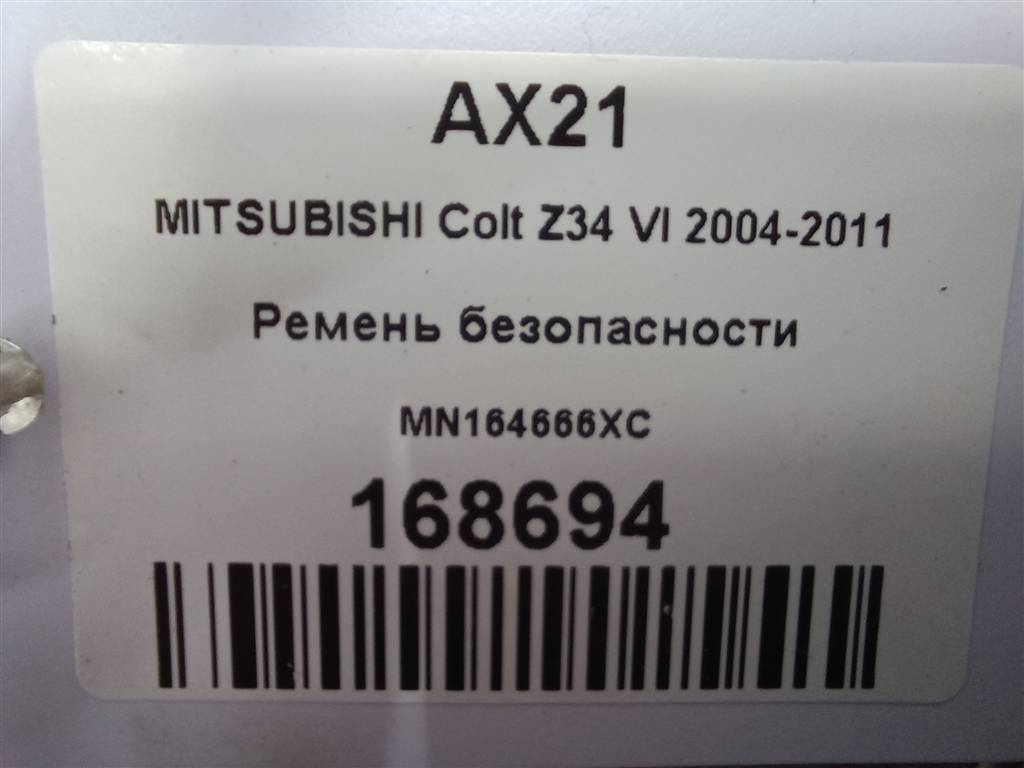 AX21
MITSUBISHI Colt Z34 VI 2004-2011
Ремень безопасности
MN164666XC
168694